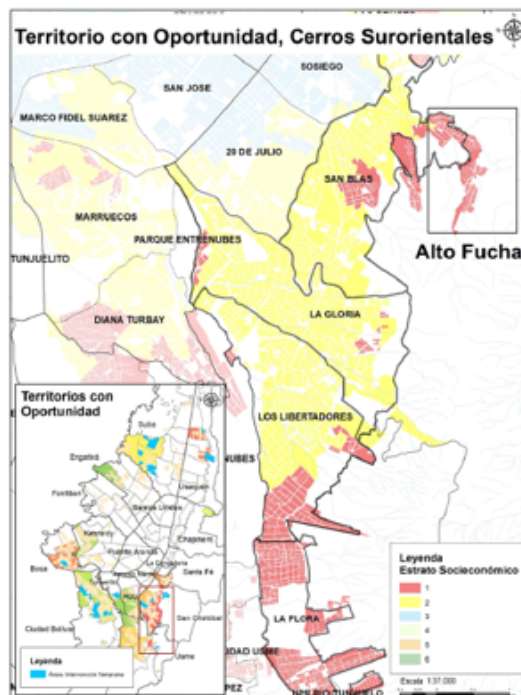 Territorio con Oportunidad, Cerros Surorientales
SOSIEGO
SAN JOSE
MARCO FIDEL SUAREZ
20 DE JULIO
SAN BLAS
MARRUECOS
PARQUE ENTRENUBES
Alto Fucha
TUNJUELITO
LA GLORIA
DIANA TURBAY
LOS LIBERTADORES
NUBES
LA FLORA
Territorios con
Oportunidad
Suba
Engativá
Usaquén
Fontibón
Barrios Unidos
Chapinero
Kennedy
Puente Aranda
Bosa
Santa Fe
San Cristóbal
Ciudad Bolívar
Usme
Leyenda
Leyenda
Estrato Socioeconómico
1
2
3
4
5
6
Escala 1:37.000